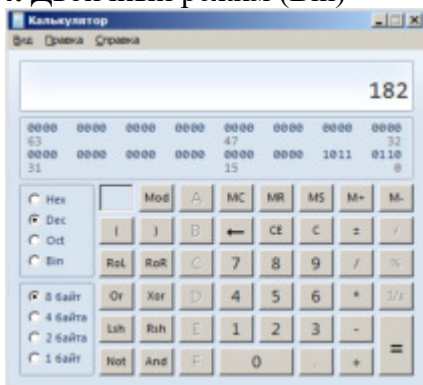 Двоичный режим (Bin)
Калькулятор
Вид Правка Справка
182
0000 0000 0000 0000 0000 0000 0000 0000
63 47 32
0000 0000 0000 0000 0000 0000 1011 0110
31 15 0
Hex Mod A MC MR MS M+ M-
Dec ( ) B ← CE C ± √
Oct
Bin RoL RoR C 7 8 9 / %
8 байт Or Xor D 4 5 6 * 1/x
4 байта
2 байта Lsh Rsh E 1 2 3 - =
1 байт Not And F 0 , +